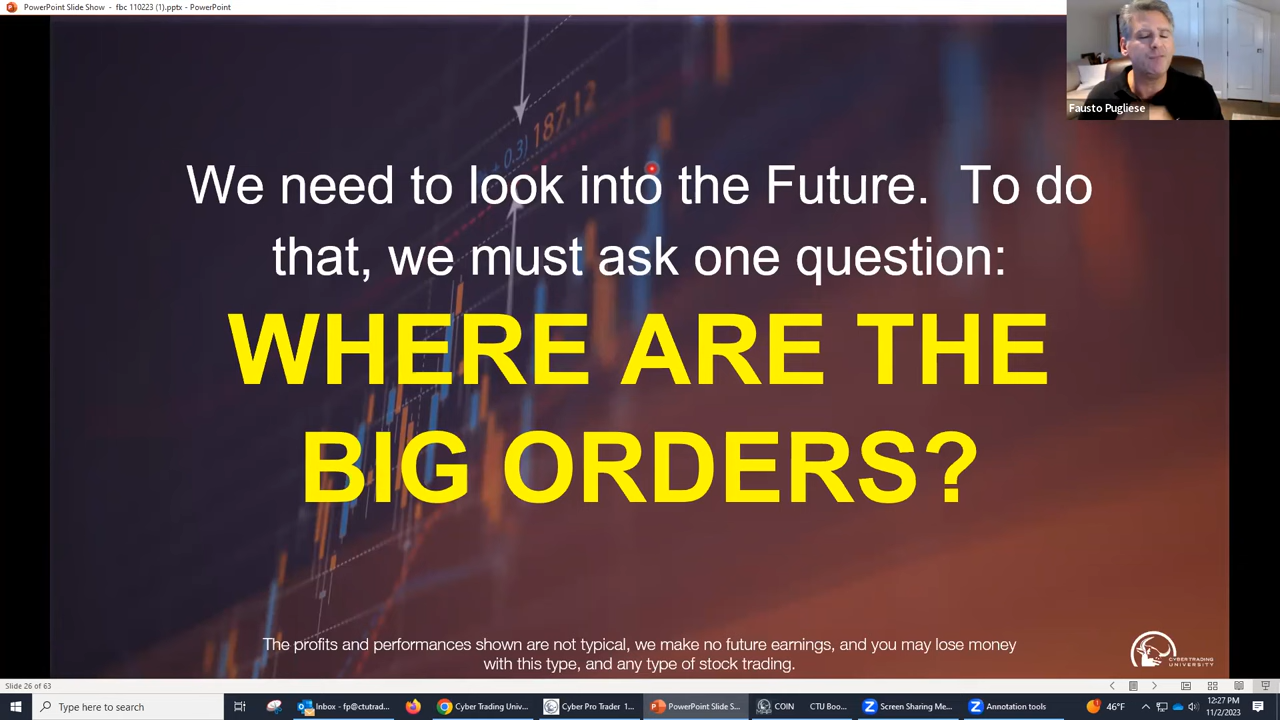 PowerPoint Slide Show - fbc 110223 (1).pptx - PowerPoint
Fausto Pugliese
0.3) 187.12
We need to look into the Future. To do
that, we must ask one question:
WHERE ARE THE
BIG ORDERS?
The profits and performances shown are not typical, we make no future earnings, and you may lose money
with this type, and any type of stock trading.
CYBER TRADING
UNIVERSITY
Slide 26 of 63
Type here to search
Inbox - fp@ctutrad...
Cyber Trading Univ...
Cyber Pro Trader 1...
PowerPoint Slide S...
COIN
CTU Boo...
Screen Sharing Me...
Annotation tools
46°F
12:27 PM
11/2/2023